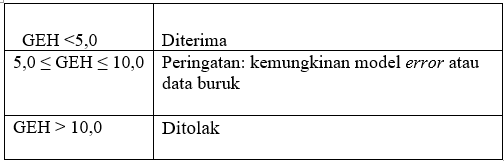 GEH <5,0 Diterima
5,0 ≤ GEH ≤ 10,0 Peringatan: kemungkinan model error atau
data buruk
GEH > 10,0 Ditolak